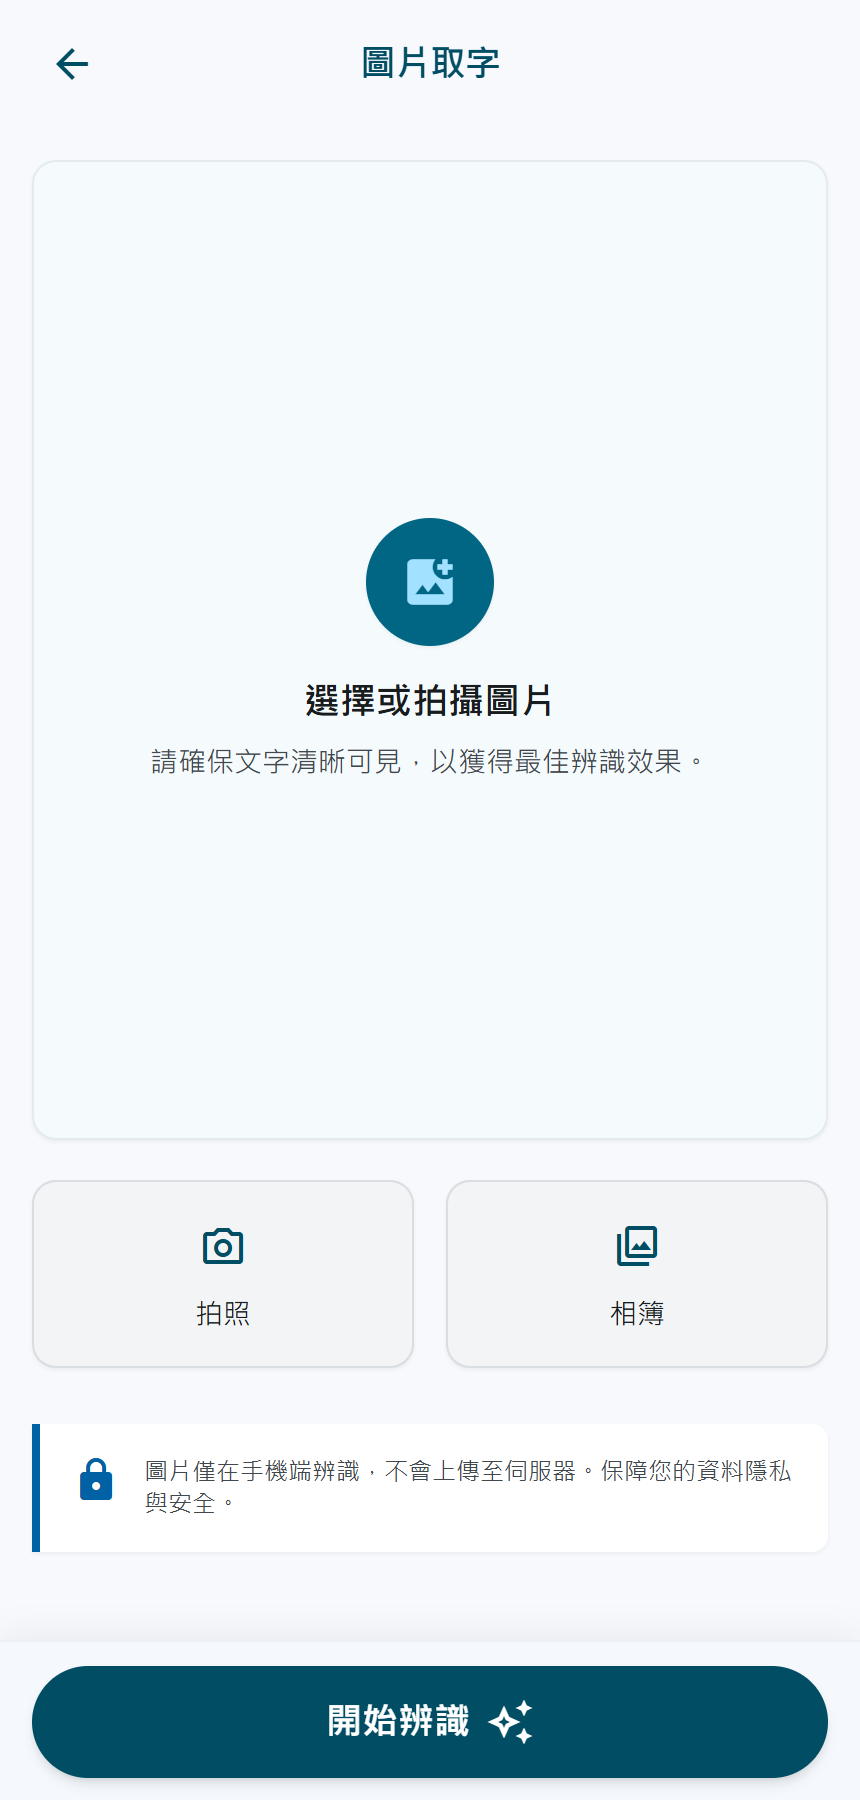 圖片取字
選擇或拍攝圖片
請確保文字清晰可見，以獲得最佳辨識效果。
拍照
相簿
圖片僅在手機端辨識，不會上傳至伺服器。保障您的資料隱私
與安全。
開始辨識